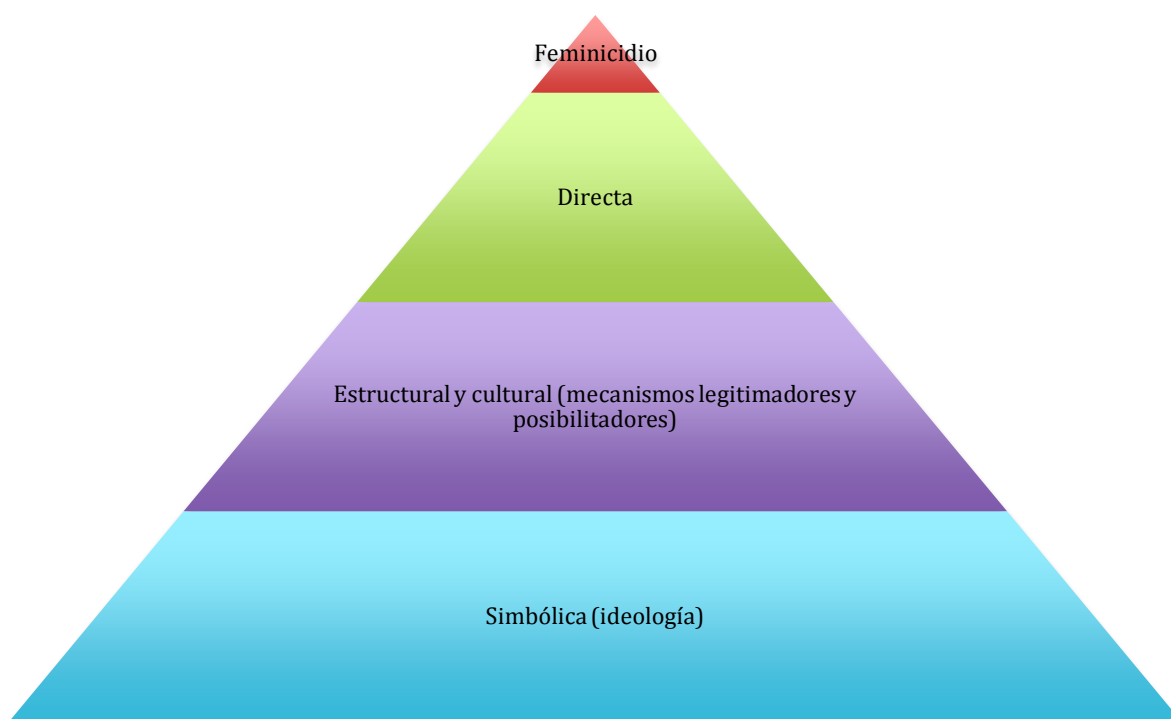 Feminicidio
Directa
Estructural y cultural (mecanismos legitimadores y
posibilitadores)
Simbólica (ideología)